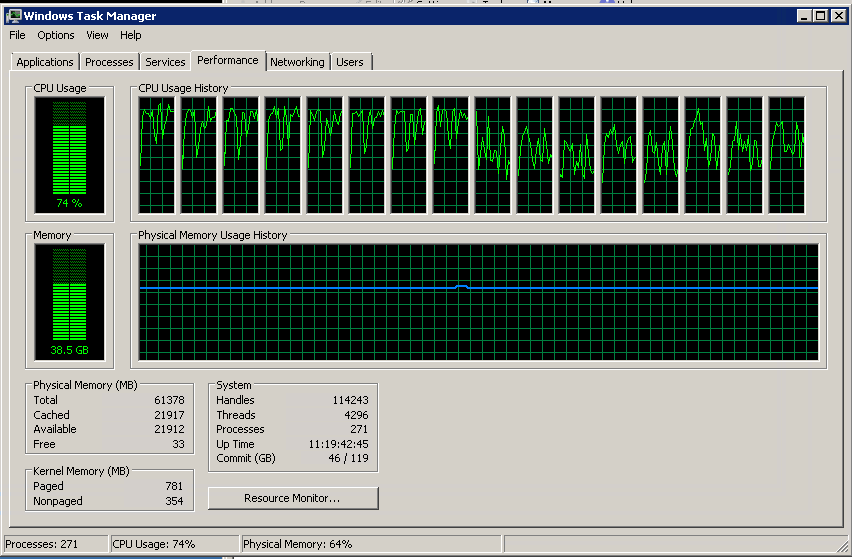 Windows Task Manager
File Options View Help
Applications Processes Services Performance Networking Users
CPU Usage
CPU Usage History
74 %
Memory
Physical Memory Usage History
38.5 GB
Physical Memory (MB)
Total 61378
Cached 21917
Available 21912
Free 33
Kernel Memory (MB)
Paged 781
Nonpaged 354
System
Handles 114243
Threads 4296
Processes 271
Up Time 11:19:42:45
Commit (GB) 46 / 119
Resource Monitor...
Processes: 271 CPU Usage: 74% Physical Memory: 64%